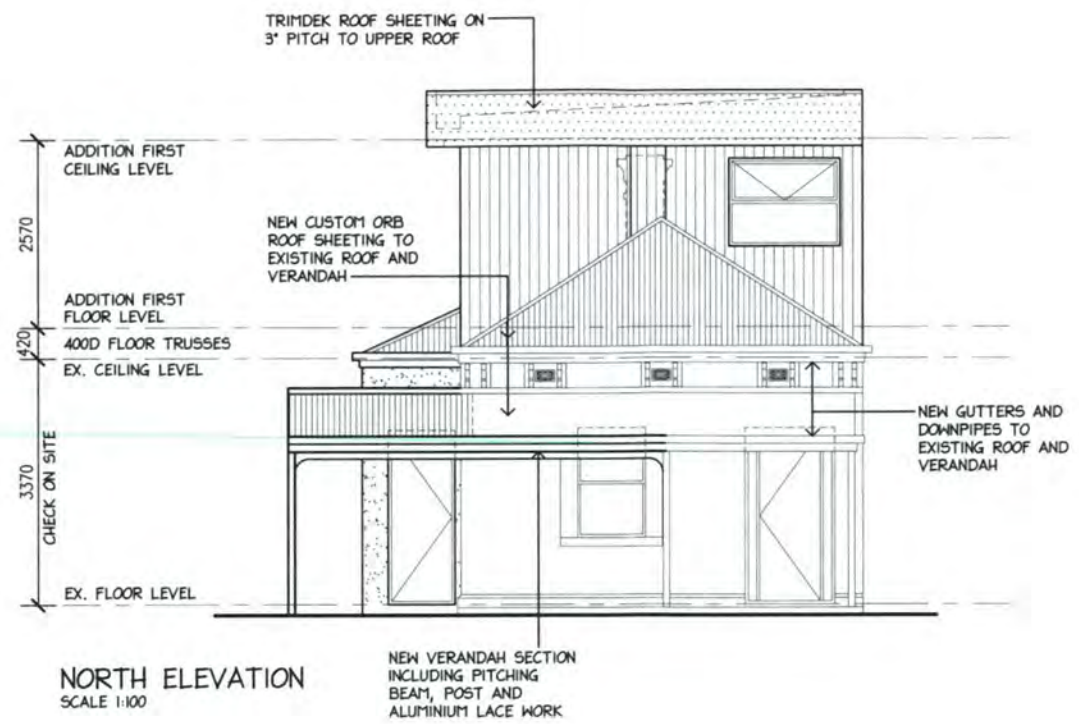 TRIMDEK ROOF SHEETING ON
3° PITCH TO UPPER ROOF
ADDITION FIRST
CEILING LEVEL
2570
NEW CUSTOM ORB
ROOF SHEETING TO
EXISTING ROOF AND
VERANDAH
ADDITION FIRST
FLOOR LEVEL
420
400D FLOOR TRUSSES
EX. CEILING LEVEL
NEW GUTTERS AND
DOWNPIPES TO
EXISTING ROOF AND
VERANDAH
3370
CHECK ON SITE
EX. FLOOR LEVEL
NORTH ELEVATION
SCALE 1:100
NEW VERANDAH SECTION
INCLUDING PITCHING
BEAM, POST AND
ALUMINIUM LACE WORK